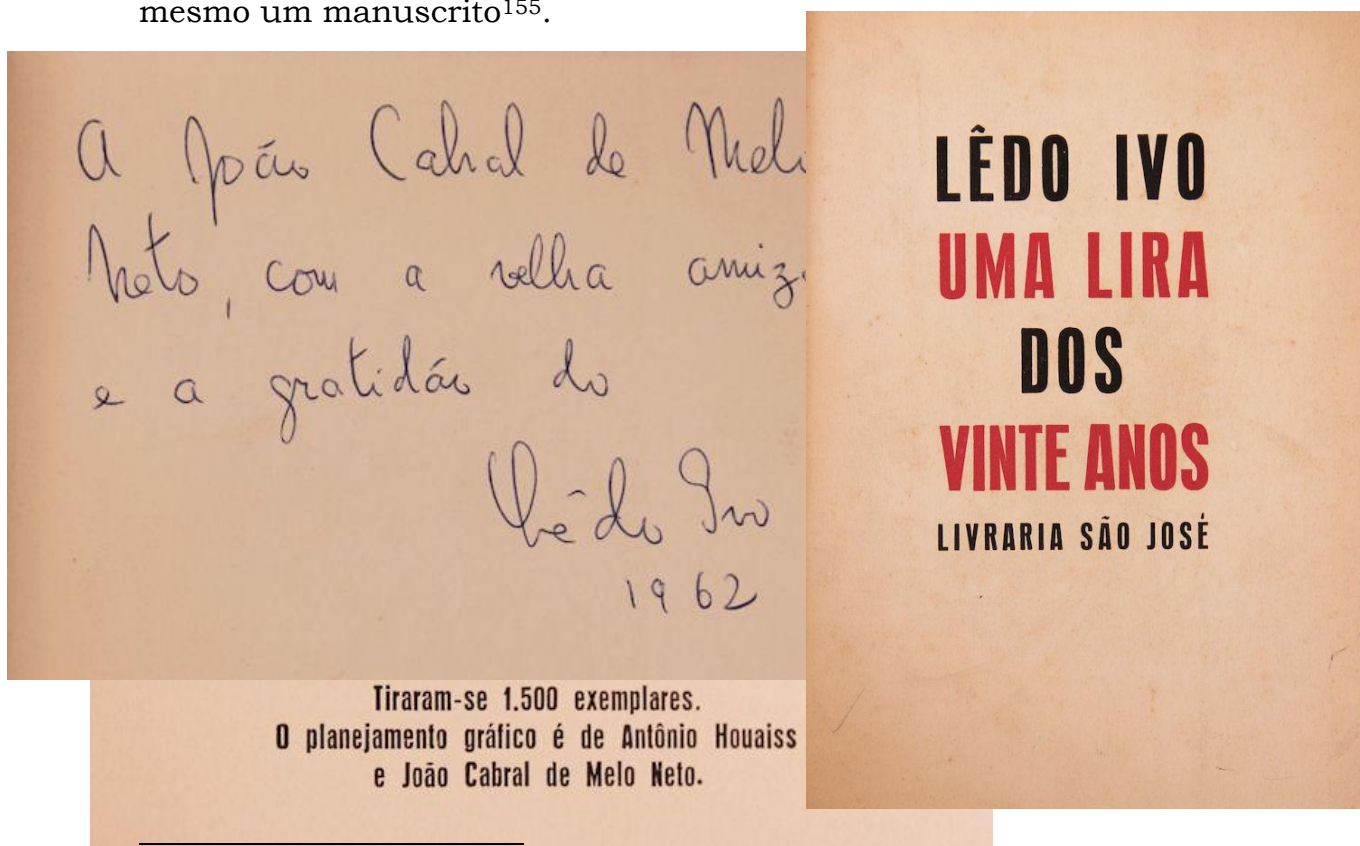 mesmo um manuscrito¹⁵⁵.
A João Cabral de Melo
Neto, com a velha amiz
e a gratidão do
Lêdo Ivo
1962
Tiraram-se 1.500 exemplares.
O planejamento gráfico é de Antônio Houaiss
e João Cabral de Melo Neto.
LÊDO IVO
UMA LIRA
DOS
VINTE ANOS
LIVRARIA SÃO JOSÉ